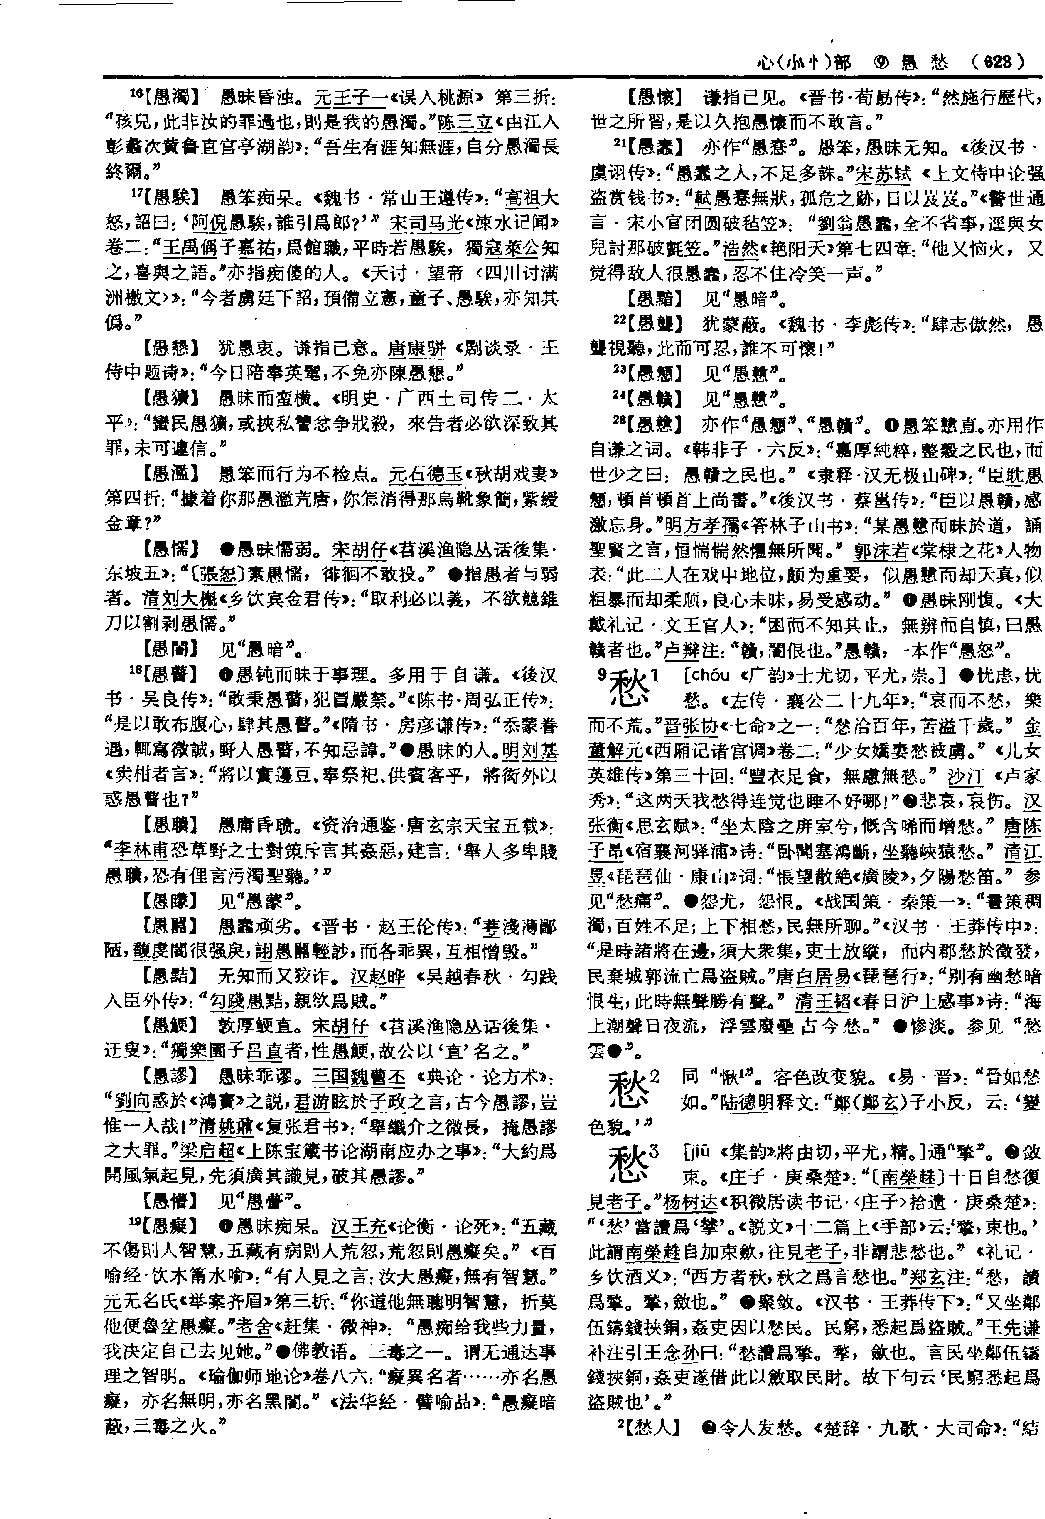 心(小忄)部 ⑨ 愚 愁 (623)
16【愚濁】 愚昧昏浊。元王子一《误入桃源》第三折:
“孩兒,此非汝的罪過也,則是我的愚濁。”陈三立《由江入
彭蠡次黄鲁直宫亭湖韵》:“吾生有涯知無涯,自分愚濁長
終爾。”
17【愚騃】 愚笨痴呆。《魏书·常山王遵传》:“高祖大
怒,詔曰:‘阿倪愚騃,誰引爲郎?’” 宋司马光《涑水记闻》
卷二:“王禹偁子嘉祐,爲館職,平時若愚騃,獨寇萊公知
之,喜與之語。”亦指痴傻的人。《天讨·望帝〈四川讨满
洲檄文〉》:“今者虜廷下詔,預備立憲,童子、愚騃,亦知其
僞。”
【愚懇】 犹愚衷。谦指己意。唐康骈《剧谈录·王
侍中题诗》:“今日陪奉英髦,不免亦陳愚懇。”
【愚獷】 愚昧而蛮横。《明史·广西土司传二·太
平》:“蠻民愚獷,或挾私讐忿争戕殺,來告者必欲深致其
罪,未可遽信。”
【愚濫】 愚笨而行为不检点。元石德玉《秋胡戏妻》
第四折:“據着你那愚濫荒唐,你怎消得那烏靴象簡,紫綬
金章?”
【愚懦】 ❶愚昧懦弱。宋胡仔《苕溪渔隐丛话後集·
东坡五》:“〔張恕〕素愚懦,徘徊不敢投。” ❷指愚者与弱
者。清刘大櫆《乡饮宾金君传》:“取利必以義,不欲競錐
刀以割剥愚懦。”
【愚闇】 见“愚暗”。
18【愚瞽】 ❶愚钝而昧于事理。多用于自谦。《後汉
书·吴良传》:“敢秉愚瞽,犯冒嚴禁。”《陈书·周弘正传》:
“是以敢布腹心,肆其愚瞽。”《隋书·房彦谦传》:“忝蒙眷
遇,輒寫微誠,野人愚瞽,不知忌諱。”❷愚昧的人。明刘基
《卖柑者言》:“將以實籩豆、奉祭祀、供賓客乎,將衒外以
惑愚瞽也?”
【愚瞶】 愚庸昏聩。《资治通鉴·唐玄宗天宝五载》:
“李林甫恐草野之士對策斥言其姦惡,建言:‘舉人多卑賤
愚瞶,恐有俚言污濁聖聽。’”
【愚矇】 见“愚蒙”。
【愚嚚】 愚蠢顽劣。《晋书·赵王伦传》:“荂淺薄鄙
陋,馥虔闇很强戾,詡愚嚚輕訬,而各乖異,互相憎毁。”
【愚黠】 无知而又狡诈。汉赵晔《吴越春秋·勾践
入臣外传》:“勾踐愚黠,親欲爲賊。”
【愚鯁】 敦厚鲠直。宋胡仔《苕溪渔隐丛话後集·
迂叟》:“獨樂園子吕直者,性愚鯁,故公以‘直’名之。”
【愚謬】 愚昧乖谬。三国魏曹丕《典论·论方术》:
“劉向惑於《鴻寶》之説,君游眩於子政之言,古今愚謬,豈
惟一人哉!”清姚鼐《复张君书》:“舉纖介之微長,掩愚謬
之大罪。”梁启超《上陈宝箴书论湖南应办之事》:“大約爲
開風氣起見,先須廣其識見,破其愚謬。”
【愚懵】 见“愚瞢”。
19【愚癡】 ❶愚昧痴呆。汉王充《论衡·论死》:“五藏
不傷則人智慧,五藏有病則人荒忽,荒忽則愚癡矣。”《百
喻经·饮木筩水喻》:“有人見之言:汝大愚癡,無有智慧。”
元无名氏《举案齐眉》第三折:“你道他無聰明智慧,折莫
他便魯坌愚癡。”老舍《赶集·微神》:“愚痴给我些力量,
我决定自己去见她。”❷佛教语。三毒之一。谓无通达事
理之智明。《瑜伽师地论》卷八六:“癡異名者……亦名愚
癡,亦名無明,亦名黑闇。”《法华经·譬喻品》:“愚癡暗
蔽,三毒之火。”
【愚懷】 谦指己见。《晋书·荀勗传》:“然施行歷代,
世之所習,是以久抱愚懷而不敢言。”
21【愚蠢】 亦作“愚惷”。愚笨,愚昧无知。《後汉书·
虞诩传》:“愚蠢之人,不足多誅。”宋苏轼《上文侍中论强
盗赏钱书》:“軾愚惷無狀,孤危之跡,日以岌岌。”《警世通
言·宋小官团圆破毡笠》:“劉翁愚蠢,全不省事,逕與女
兒討那破氈笠。”浩然《艳阳天》第七四章:“他又恼火,又
觉得敌人很愚蠢,忍不住冷笑一声。”
【愚黯】 见“愚暗”。
22【愚聾】 犹蒙蔽。《魏书·李彪传》:“肆志傲然,愚
聾視聽,此而可忍,誰不可懷!”
23【愚戇】 见“愚戆”。
24【愚贛】 见“愚戆”。
28【愚戆】 亦作“愚戇”、“愚贛”。❶愚笨戆直。亦用作
自谦之词。《韩非子·六反》:“嘉厚純粹,整穀之民也,而
世少之曰:愚贛之民也。”《隶释·汉无极山碑》:“臣躭愚
戇,頓首頓首上尚書。”《後汉书·蔡邕传》:“臣以愚贛,感
激忘身。”明方孝孺《答林子山书》:“某愚戆而昧於道,誦
聖賢之言,恒惴惴然懼無所聞。” 郭沫若《棠棣之花》人物
表:“此二人在戏中地位,颇为重要,似愚戆而却天真,似
粗暴而却柔顺,良心未昧,易受感动。” ❷愚昧刚愎。《大
戴礼记·文王官人》:“困而不知其止,無辨而自慎,曰愚
贛者也。”卢辩注:“贛,闇佷也。”愚贛,一本作“愚怒”。
9愁1 [chóu 《广韵》士尤切,平尤,崇。] ❶忧虑,忧
愁。《左传·襄公二十九年》:“哀而不愁,樂
而不荒。”晋张协《七命》之一:“愁洽百年,苦溢千歲。” 金
董解元《西厢记诸宫调》卷二:“少女嬌娄愁被虜。”《儿女
英雄传》第三十回:“豐衣足食,無慮無愁。” 沙汀《卢家
秀》:“这两天我愁得连觉也睡不好哪!”❷悲哀,哀伤。汉
张衡《思玄赋》:“坐太陰之屏室兮,慨含唏而增愁。” 唐陈
子昂《宿襄河驿浦》诗:“卧聞塞鴻斷,坐聽峽猿愁。” 清江
昱《琵琶仙·康山》词:“悵望散絶《廣陵》,夕陽愁笛。” 参
见“愁痛”。 ❸怨尤,怨恨。《战国策·秦策一》:“書策稠
濁,百姓不足;上下相愁,民無所聊。”《汉书·王莽传中》:
“是時諸將在邊,須大衆集,吏士放縱,而内郡愁於徵發,
民棄城郭流亡爲盗賊。”唐白居易《琵琶行》:“别有幽愁暗
恨生,此時無聲勝有聲。” 清王韬《春日沪上感事》诗:“海
上潮聲日夜流,浮雲廢壘古今愁。” ❹惨淡。参见“愁
雲❶”。
愁2 同“愀1”。容色改变貌。《易·晋》:“晋如愁
如。”陆德明释文:“鄭(鄭玄)子小反,云:‘變
色貌。’”
愁3 [jiū 《集韵》将由切,平尤,精。]通“揫”。❶敛
束。《庄子·庚桑楚》:“〔南榮趎〕十日自愁復
見老子。”杨树达《积微居读书记·〈庄子〉拾遗·庚桑楚》:
“‘愁’當讀爲‘揫’。《説文》十二篇上《手部》云:‘揫,束也。’
此謂南榮趎自加束斂,往見老子,非謂悲愁也。”《礼记·
乡饮酒义》:“西方者秋,秋之爲言愁也。”郑玄注:“愁,讀
爲揫。揫,斂也。” ❷聚敛。《汉书·王莽传下》:“又坐鄰
伍鑄錢挾銅,姦吏因以愁民。民窮,悉起爲盗賊。”王先谦
补注引王念孙曰:“愁讀爲揫。揫,斂也。言民坐鄰伍鑄
錢挾銅,姦吏遂借此以斂取民財。故下句云‘民窮悉起爲
盗賊也’。”
2【愁人】 ❷令人发愁。《楚辞·九歌·大司命》:“結